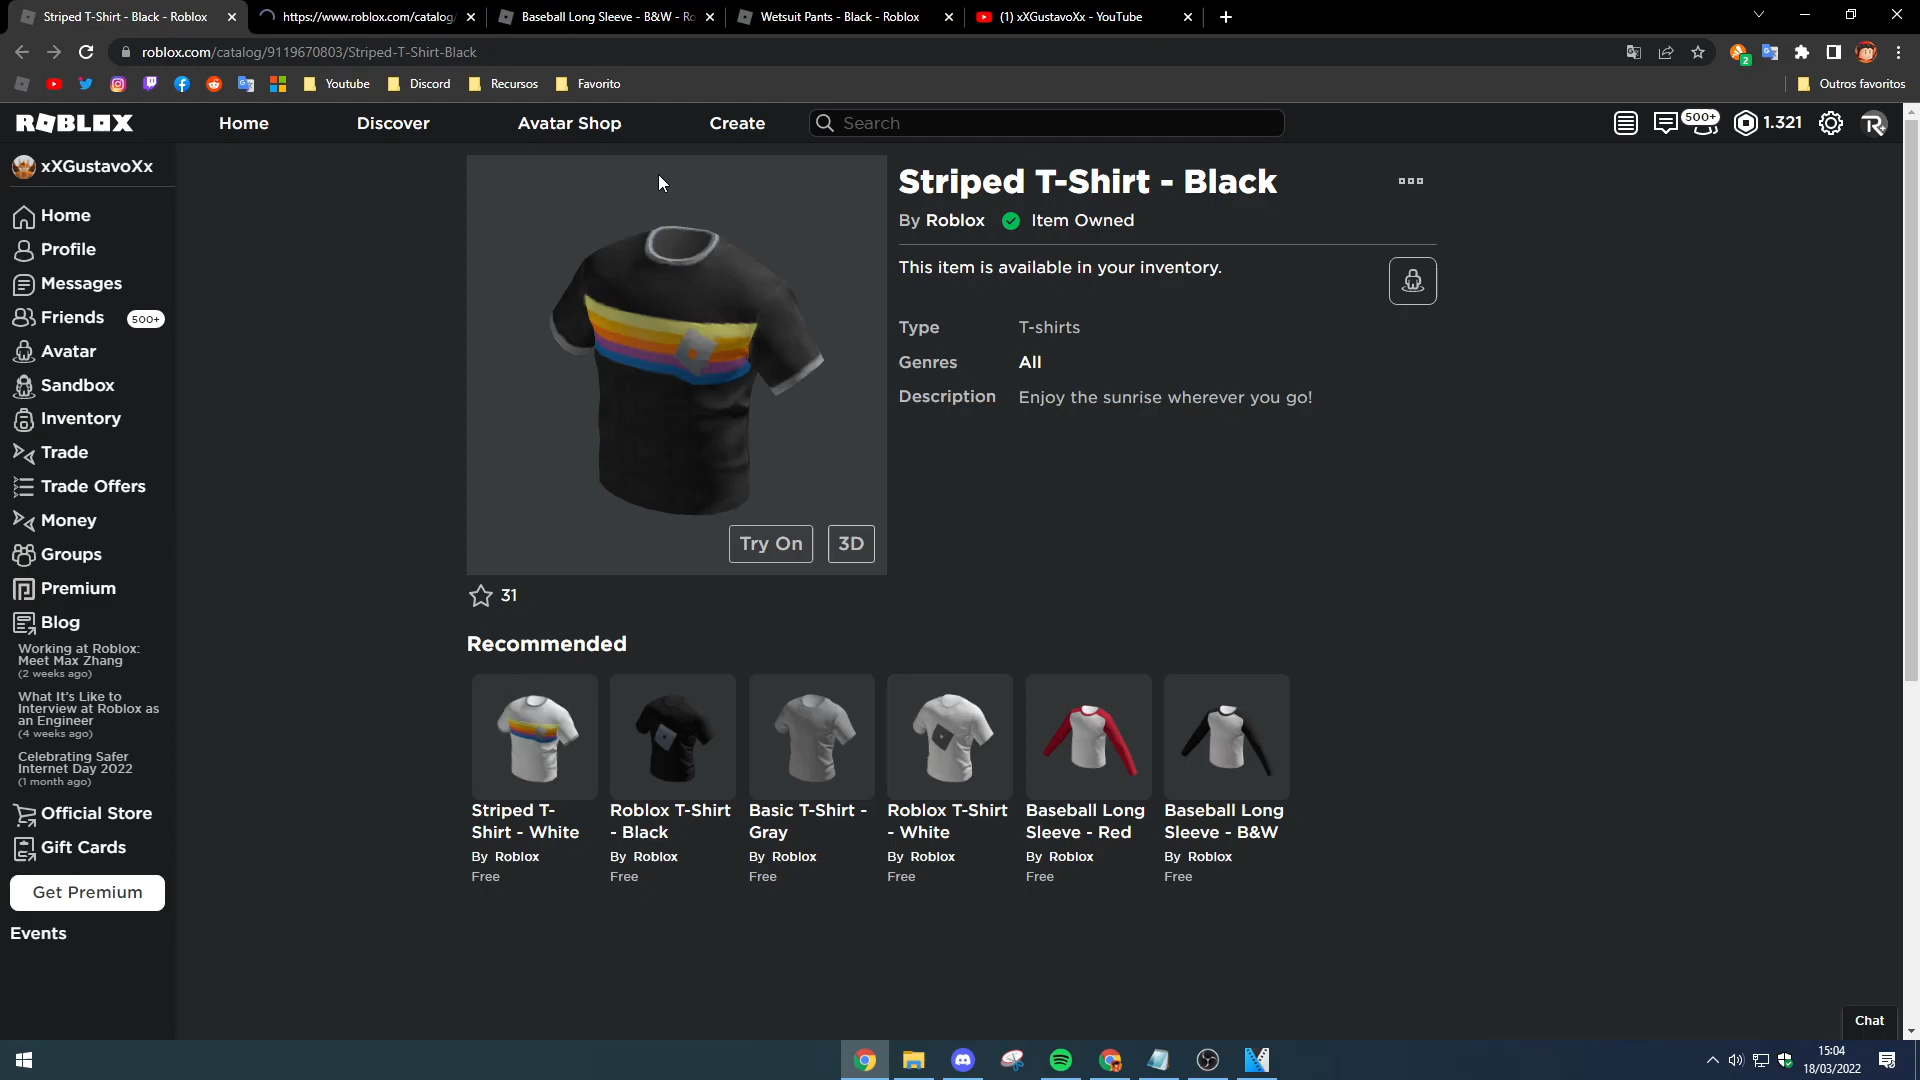 Striped T-Shirt - Black - Roblox
https://www.roblox.com/catalog/
Baseball Long Sleeve - B&W - Ro
Wetsuit Pants - Black - Roblox
(1) xXGustavoXx - YouTube
roblox.com/catalog/9119670803/Striped-T-Shirt-Black
2
Youtube
Discord
Recursos
Favorito
Outros favoritos
ROBLOX
Home
Discover
Avatar Shop
Create
Search
500+
1.321
xXGustavoXx
Home
Profile
Messages
Friends
500+
Avatar
Sandbox
Inventory
Trade
Trade Offers
Money
Groups
Premium
Blog
Working at Roblox:
Meet Max Zhang
(2 weeks ago)
What It's Like to
Interview at Roblox as
an Engineer
(4 weeks ago)
Celebrating Safer
Internet Day 2022
(1 month ago)
Official Store
Gift Cards
Get Premium
Events
Striped T-Shirt - Black
By Roblox
Item Owned
This item is available in your inventory.
Type
T-shirts
Genres
All
Description
Enjoy the sunrise wherever you go!
Try On
3D
31
Recommended
Striped T-
Shirt - White
By Roblox
Free
Roblox T-Shirt
- Black
By Roblox
Free
Basic T-Shirt -
Gray
By Roblox
Free
Roblox T-Shirt
- White
By Roblox
Free
Baseball Long
Sleeve - Red
By Roblox
Free
Baseball Long
Sleeve - B&W
By Roblox
Free
Chat
15:04
18/03/2022